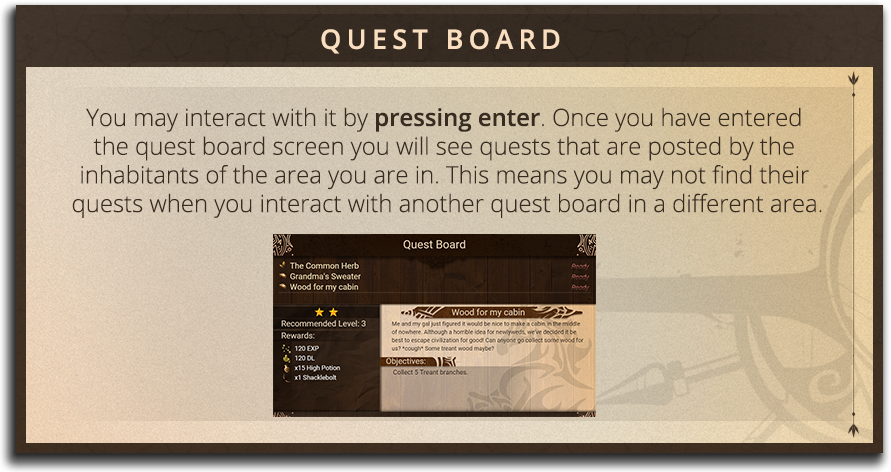 QUEST BOARD
You may interact with it by pressing enter. Once you have entered
the quest board screen you will see quests that are posted by the
inhabitants of the area you are in. This means you may not find their
quests when you interact with another quest board in a different area.
Quest Board
The Common Herb Ready
Grandma's Sweater Ready
Wood for my cabin Ready
Recommended Level: 3
Rewards:
120 EXP
120 DL
x15 High Potion
x1 Shacklebolt
Wood for my cabin
Me and my gal just figured it would be nice to make a cabin in the middle
of nowhere. Although a horrible idea for newlyweds, we've decided it be
best to escape civilization for good! Can anyone go collect some wood for
us? *cough* Some treant wood maybe?
Objectives:
Collect 5 Treant branches.